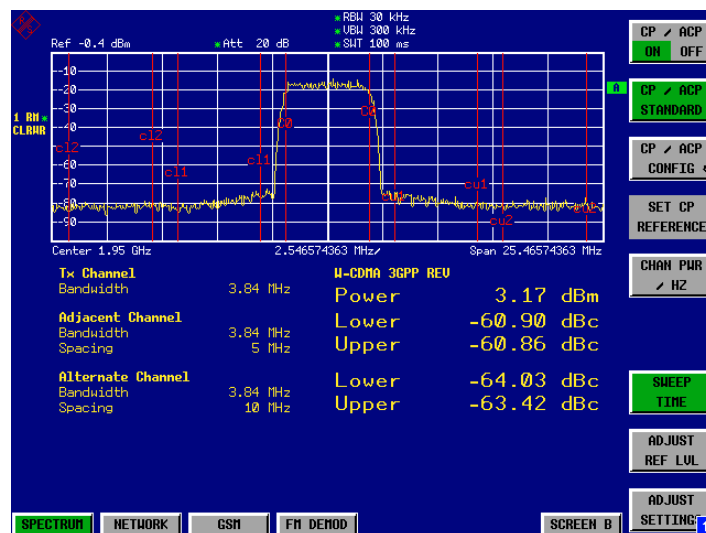 * RBW 30 kHz
* VBW 300 kHz
Ref -0.4 dBm * Att 20 dB * SWT 100 ms
-10
-20
-30
-60
-70
-80
-90
A
1 RM *
CLRWR
cl2
cl2
cl1
cl1
C0
C0
cu1
cu2
Center 1.95 GHz 2.546574363 MHz/ Span 25.46574363 MHz
Tx Channel W-CDMA 3GPP REV
Bandwidth 3.84 MHz Power 3.17 dBm
Adjacent Channel Lower -60.90 dBc
Bandwidth 3.84 MHz
Spacing 5 MHz Upper -60.86 dBc
Alternate Channel Lower -64.03 dBc
Bandwidth 3.84 MHz
Spacing 10 MHz Upper -63.42 dBc
CP / ACP
ON OFF
CP / ACP
STANDARD
CP / ACP
CONFIG
SET CP
REFERENCE
CHAN PWR
/ HZ
SWEEP
TIME
ADJUST
REF LVL
ADJUST
SETTINGS
SPECTRUM NETWORK GSM FM DEMOD SCREEN B